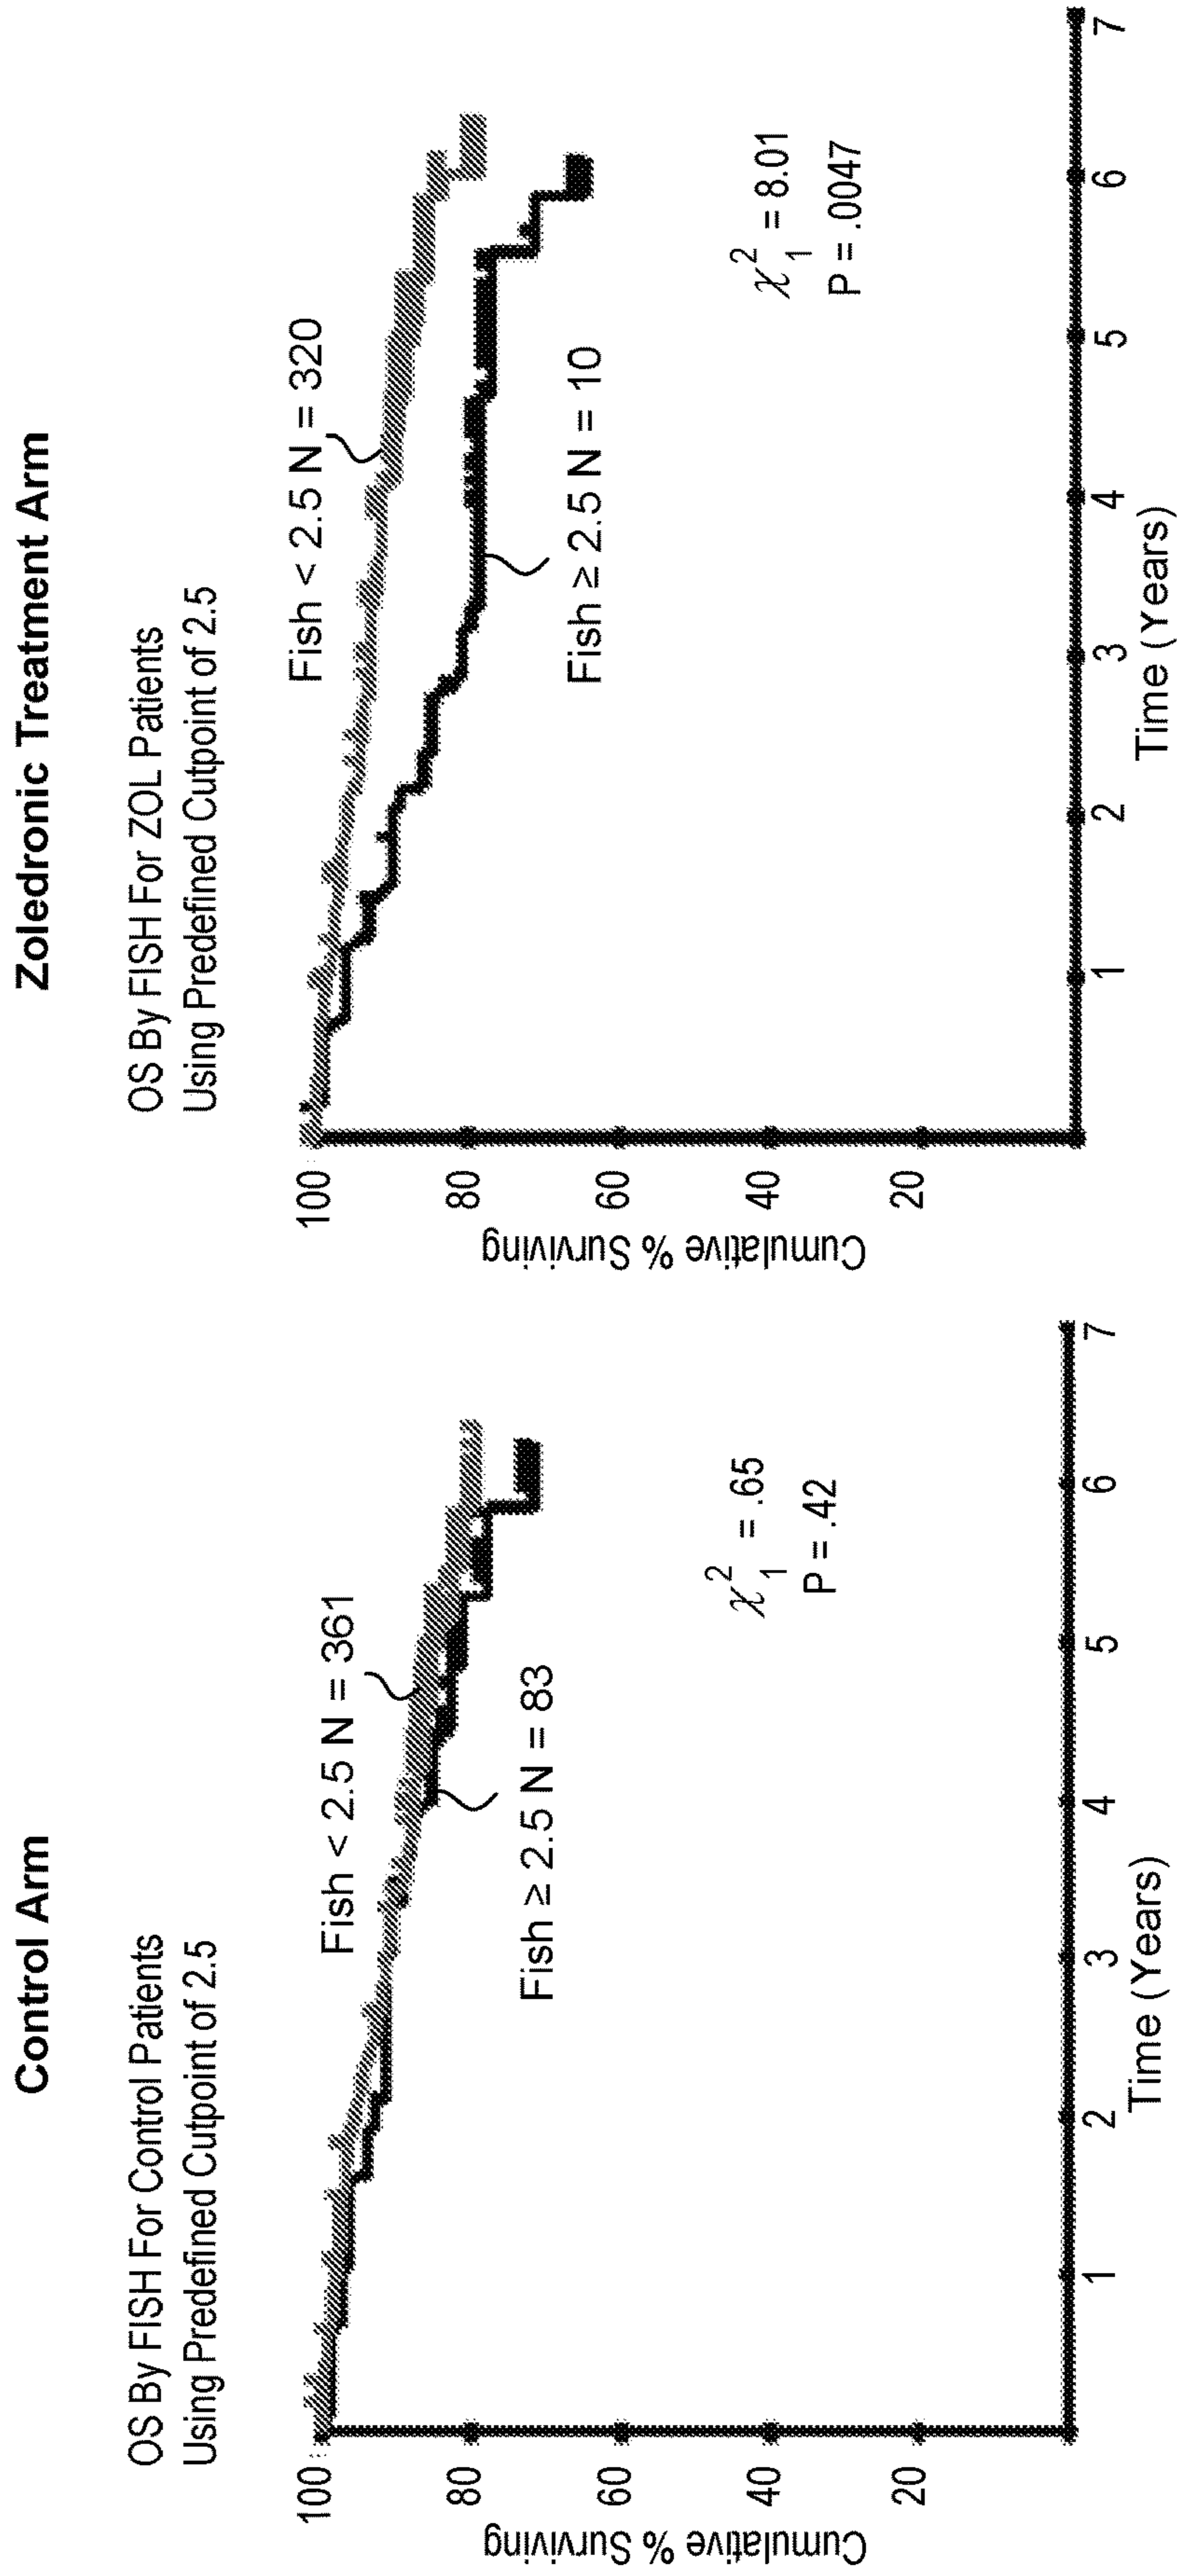 Control Arm
OS By FISH For Control Patients
Using Predefined Cutpoint of 2.5
Fish < 2.5 N = 361
Fish ≥ 2.5 N = 83
χ²₁ = .65
P = .42
Cumulative % Surviving
100
80
60
40
20
1 2 3 4 5 6 7
Time (Years)
Zoledronic Treatment Arm
OS By FISH For ZOL Patients
Using Predefined Cutpoint of 2.5
Fish < 2.5 N = 320
Fish ≥ 2.5 N = 10
χ²₁ = 8.01
P = .0047
Cumulative % Surviving
100
80
60
40
20
1 2 3 4 5 6 7
Time (Years)